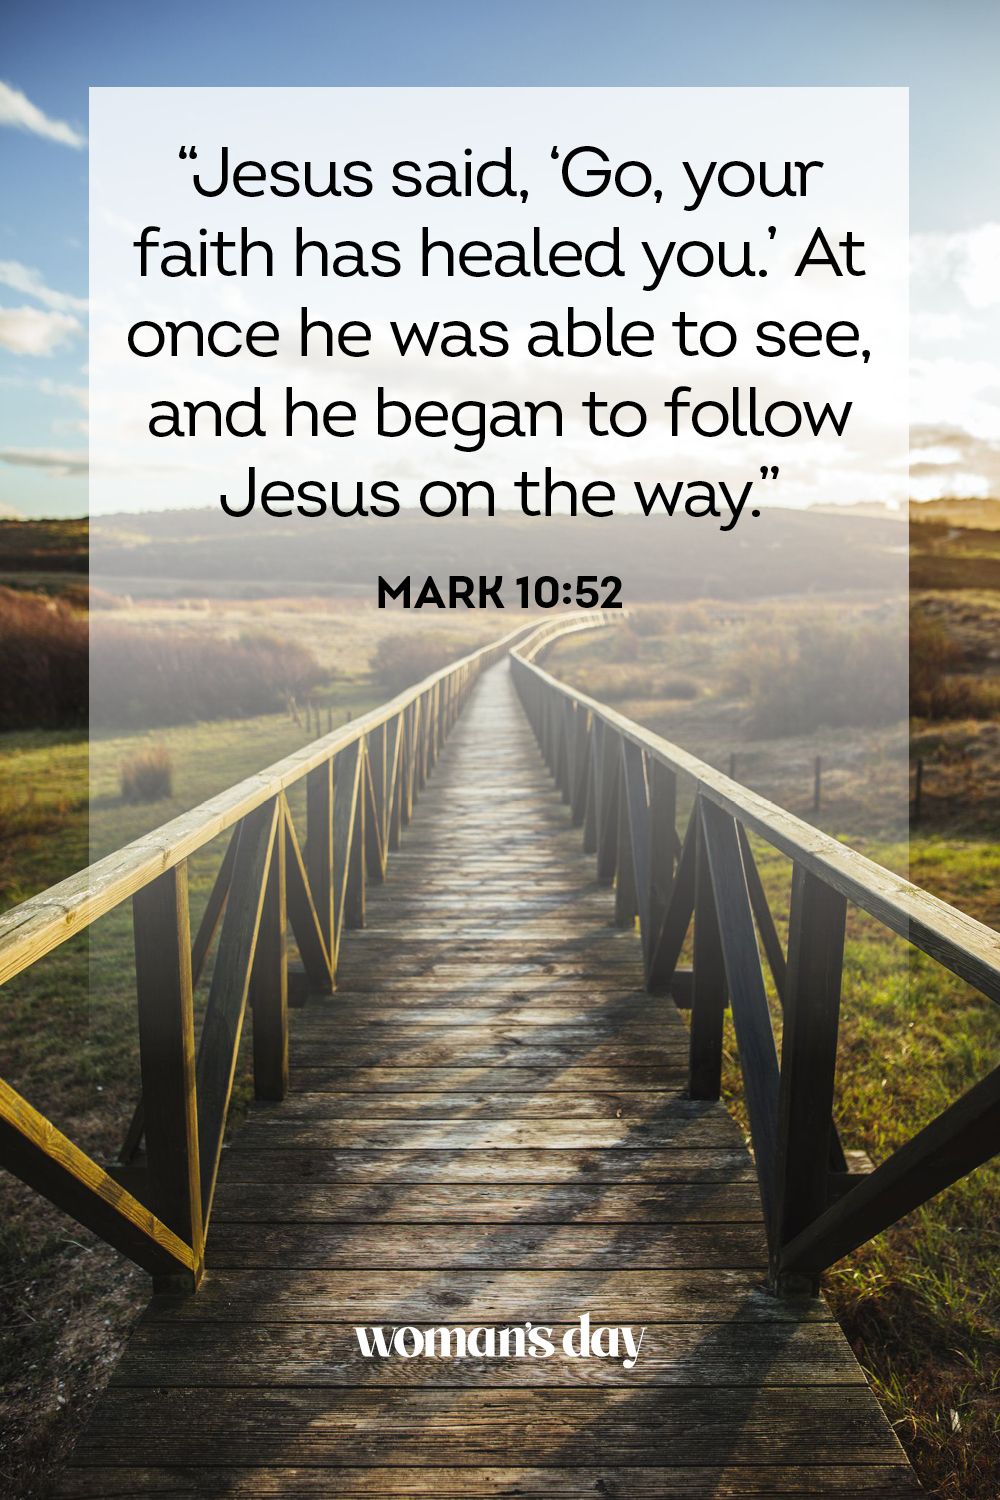 “Jesus said, ‘Go, your
faith has healed you.’ At
once he was able to see,
and he began to follow
Jesus on the way.”
MARK 10:52
woman's day